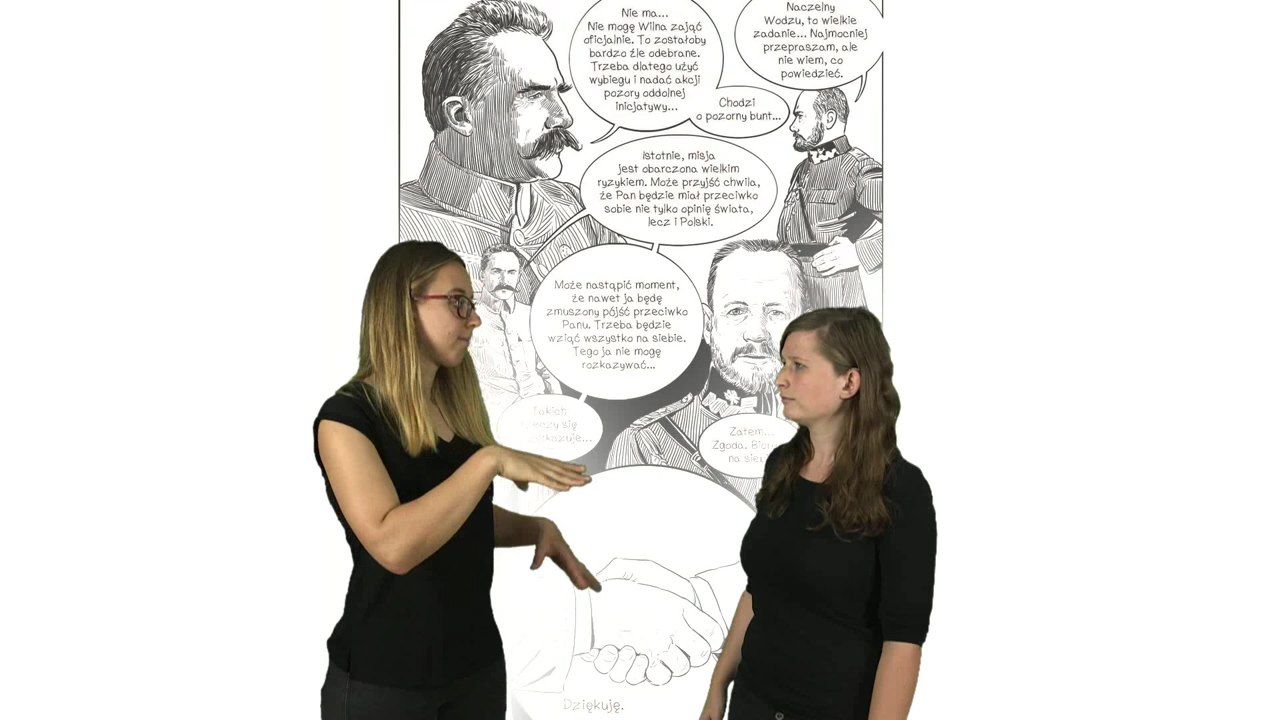 Nie ma...
Nie mogę Wilna zająć
oficjalnie. To zostałoby
bardzo źle odebrane.
Trzeba dlatego użyć
wybiegu i nadać akcji
pozory oddolnej
inicjatywy...
Chodzi
o pozorny bunt...
Naczelny
Wodzu, to wielkie
zadanie... Najmocniej
przepraszam, ale
nie wiem, co
powiedzieć.
Istotnie, misja
jest obarczona wielkim
ryzykiem. Może przyjść chwila,
że Pan będzie miał przeciwko
sobie nie tylko opinię świata,
lecz i Polski.
Może nastąpić moment,
że nawet ja będę
zmuszony pójść przeciwko
Panu. Trzeba będzie
wziąć wszystko na siebie.
Tego ja nie mogę
rozkazywać...
Takich
się
Zatem...
Zgoda.
na
Dziękuję.